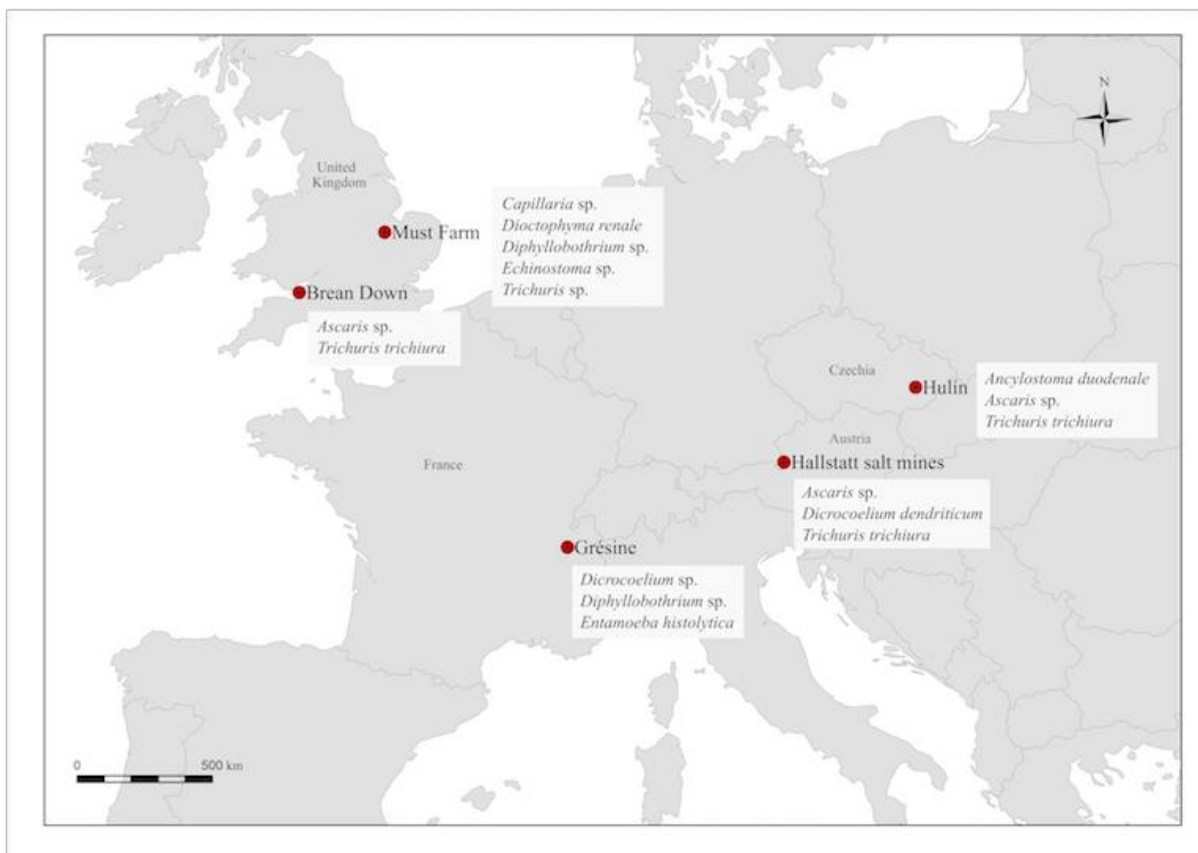 N
United
Kingdom
Must Farm
Capillaria sp.
Dioctophyma renale
Diphyllobothrium sp.
Echinostoma sp.
Trichuris sp.
Brean Down
Ascaris sp.
Trichuris trichiura
Czechia
Hulín
Ancylostoma duodenale
Ascaris sp.
Trichuris trichiura
Austria
Hallstatt salt mines
Ascaris sp.
Dicrocoelium dendriticum
Trichuris trichiura
France
Grésine
Dicrocoelium sp.
Diphyllobothrium sp.
Entamoeba histolytica
0 500 km